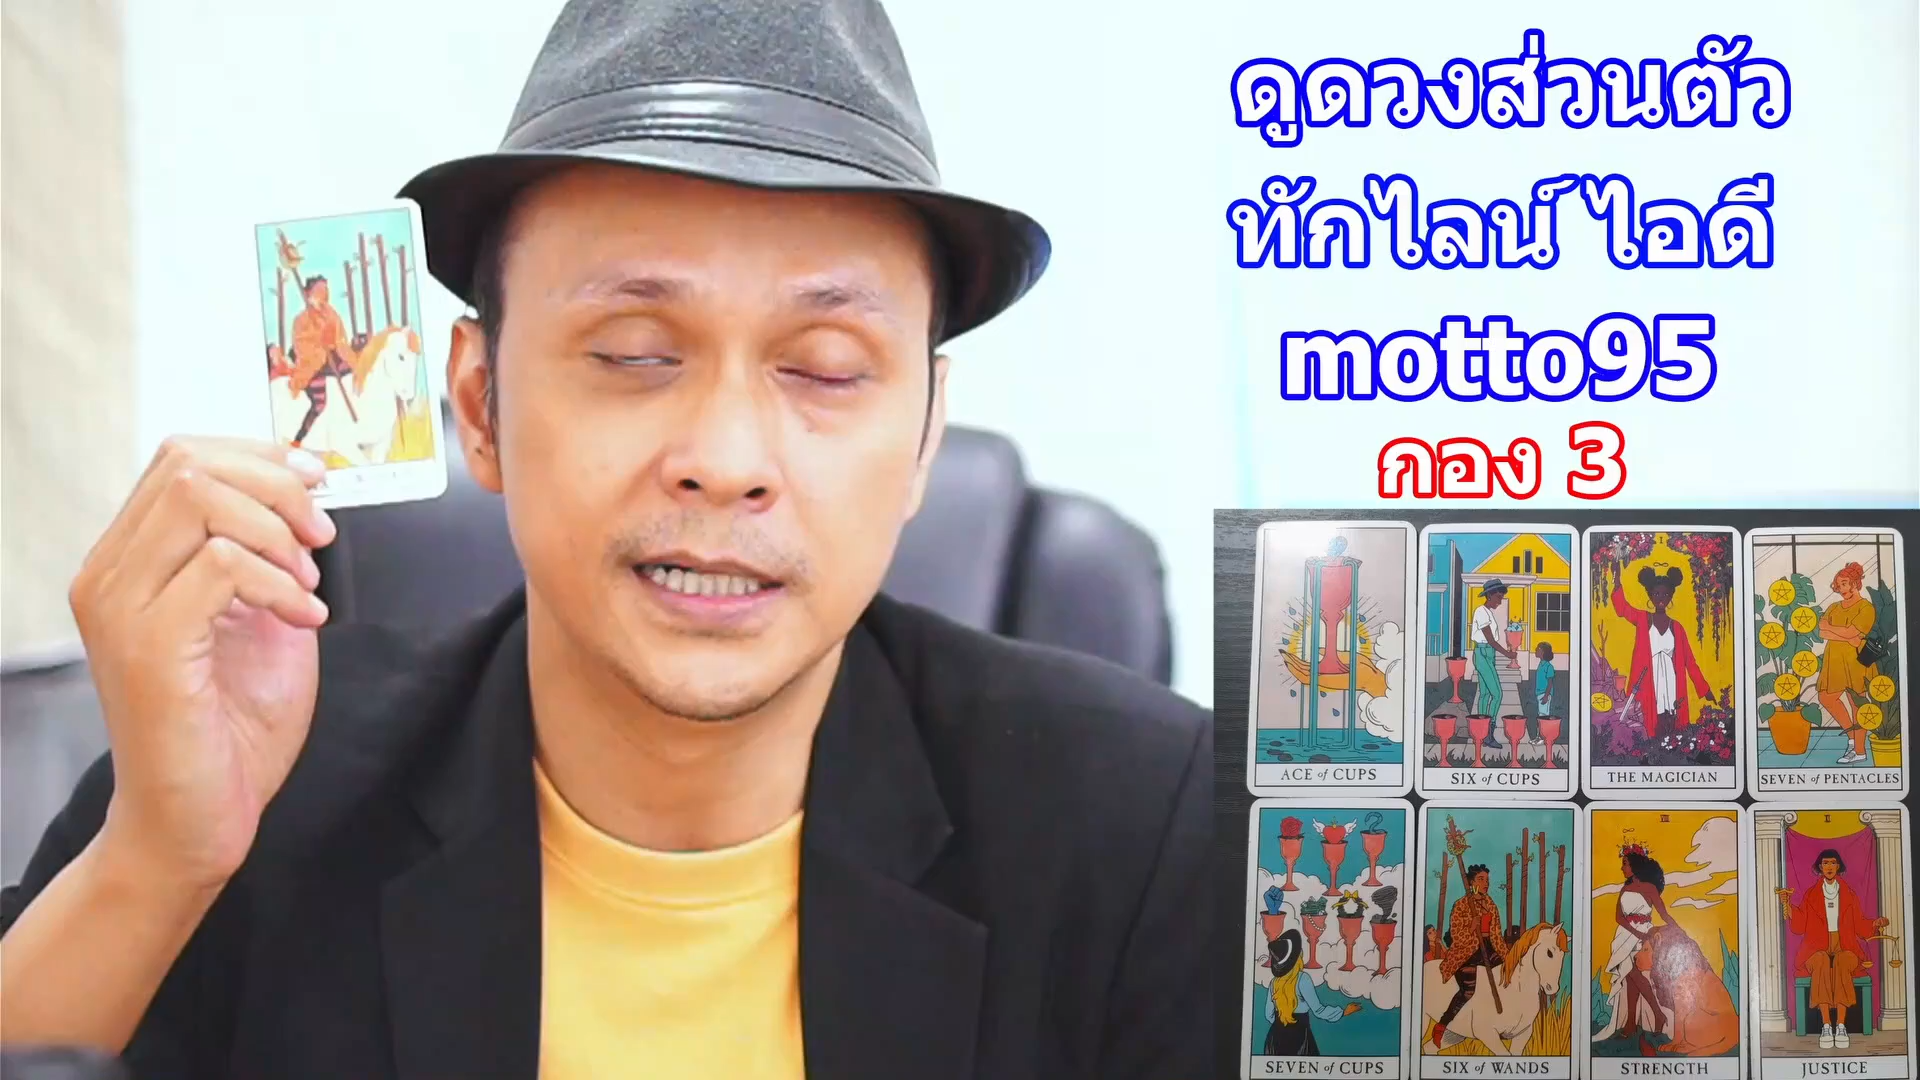 ดูดวงส่วนตัว
ทักไลน์ ไอดี
motto95
กอง 3
I
ACE of CUPS
SIX of CUPS
THE MAGICIAN
SEVEN of PENTACLES
SEVEN of CUPS
SIX of WANDS
STRENGTH
JUSTICE